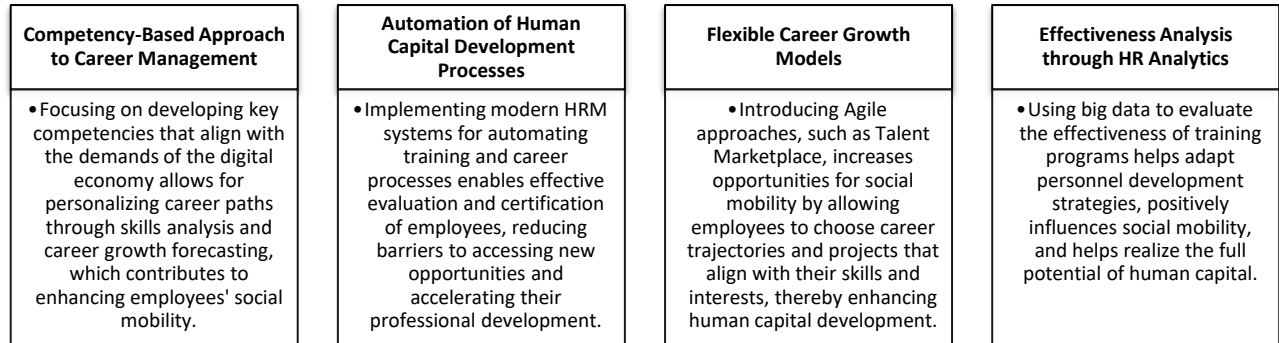 Competency-Based Approach
to Career Management
•Focusing on developing key
competencies that align with
the demands of the digital
economy allows for
personalizing career paths
through skills analysis and
career growth forecasting,
which contributes to
enhancing employees' social
mobility.
Automation of Human
Capital Development
Processes
•Implementing modern HRM
systems for automating
training and career
processes enables effective
evaluation and certification
of employees, reducing
barriers to accessing new
opportunities and
accelerating their
professional development.
Flexible Career Growth
Models
•Introducing Agile
approaches, such as Talent
Marketplace, increases
opportunities for social
mobility by allowing
employees to choose career
trajectories and projects that
align with their skills and
interests, thereby enhancing
human capital development.
Effectiveness Analysis
through HR Analytics
•Using big data to evaluate
the effectiveness of training
programs helps adapt
personnel development
strategies, positively
influences social mobility,
and helps realize the full
potential of human capital.